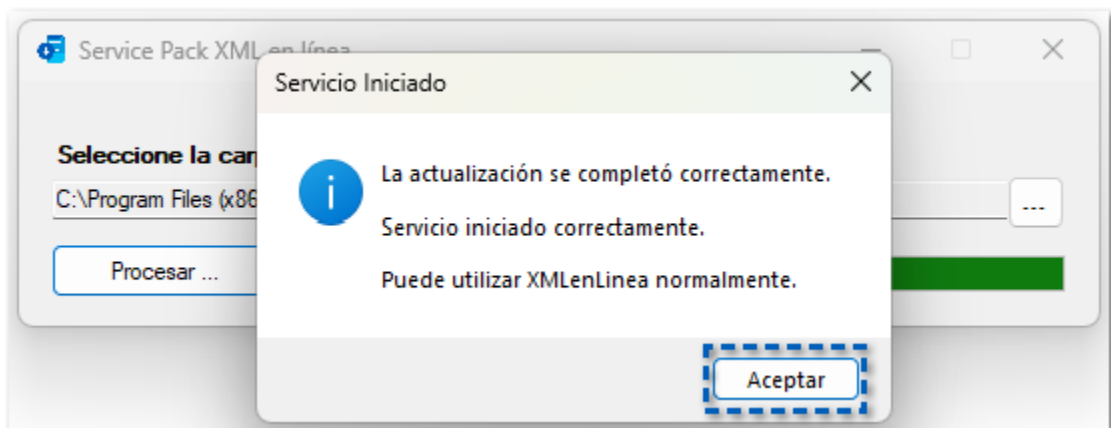 Service Pack XML en línea
Servicio Iniciado
Seleccione la car
La actualización se completó correctamente.
C:\Program Files (x86
...
Servicio iniciado correctamente.
Procesar ...
Puede utilizar XMLenLinea normalmente.
Aceptar